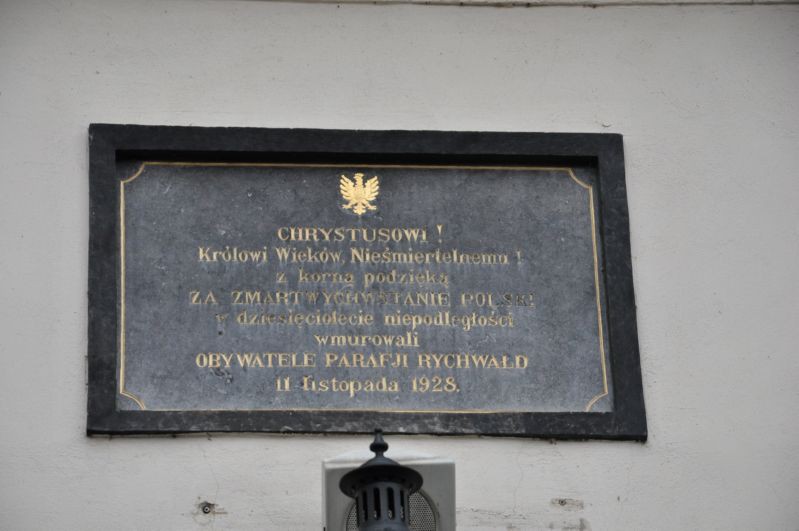 CHRYSTUSOWI!
Królowi Wieków, Nieśmiertelnemu!
z korną podzięką
ZA ZMARTWYCHWSTANIE POLSKI
w dziesięciolecie niepodległości
wmurowali
OBYWATELE PARAFJI RYCHWAŁD
11 listopada 1928.